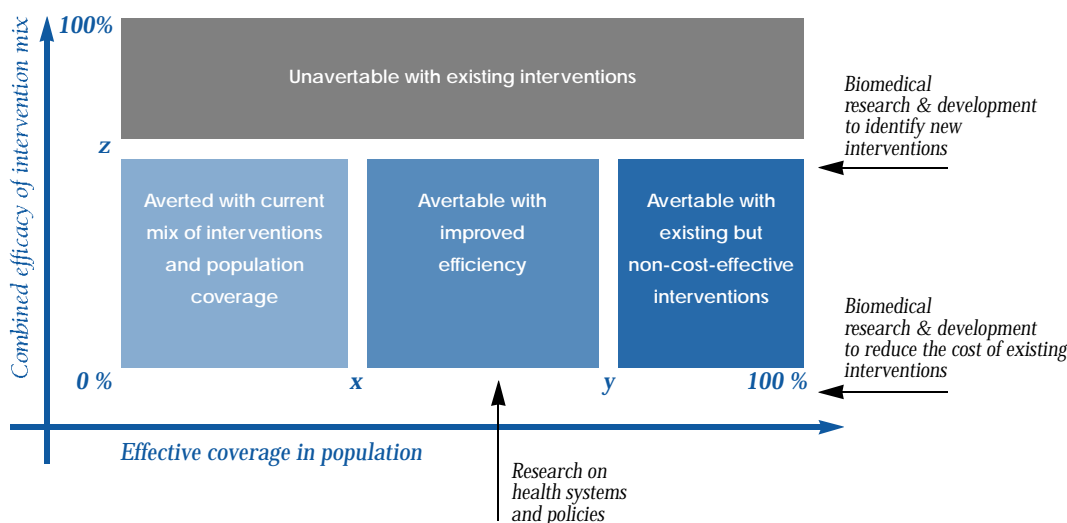 Combined efficacy of intervention mix
100%
Unavertable with existing interventions
z
Biomedical
research & development
to identify new
interventions
Averted with current
mix of interventions
and population
coverage
Avertable with
improved
efficiency
Avertable with
existing but
non-cost-effective
interventions
Biomedical
research & development
to reduce the cost of existing
interventions
0 %
x
y
100 %
Effective coverage in population
Research on
health systems
and policies